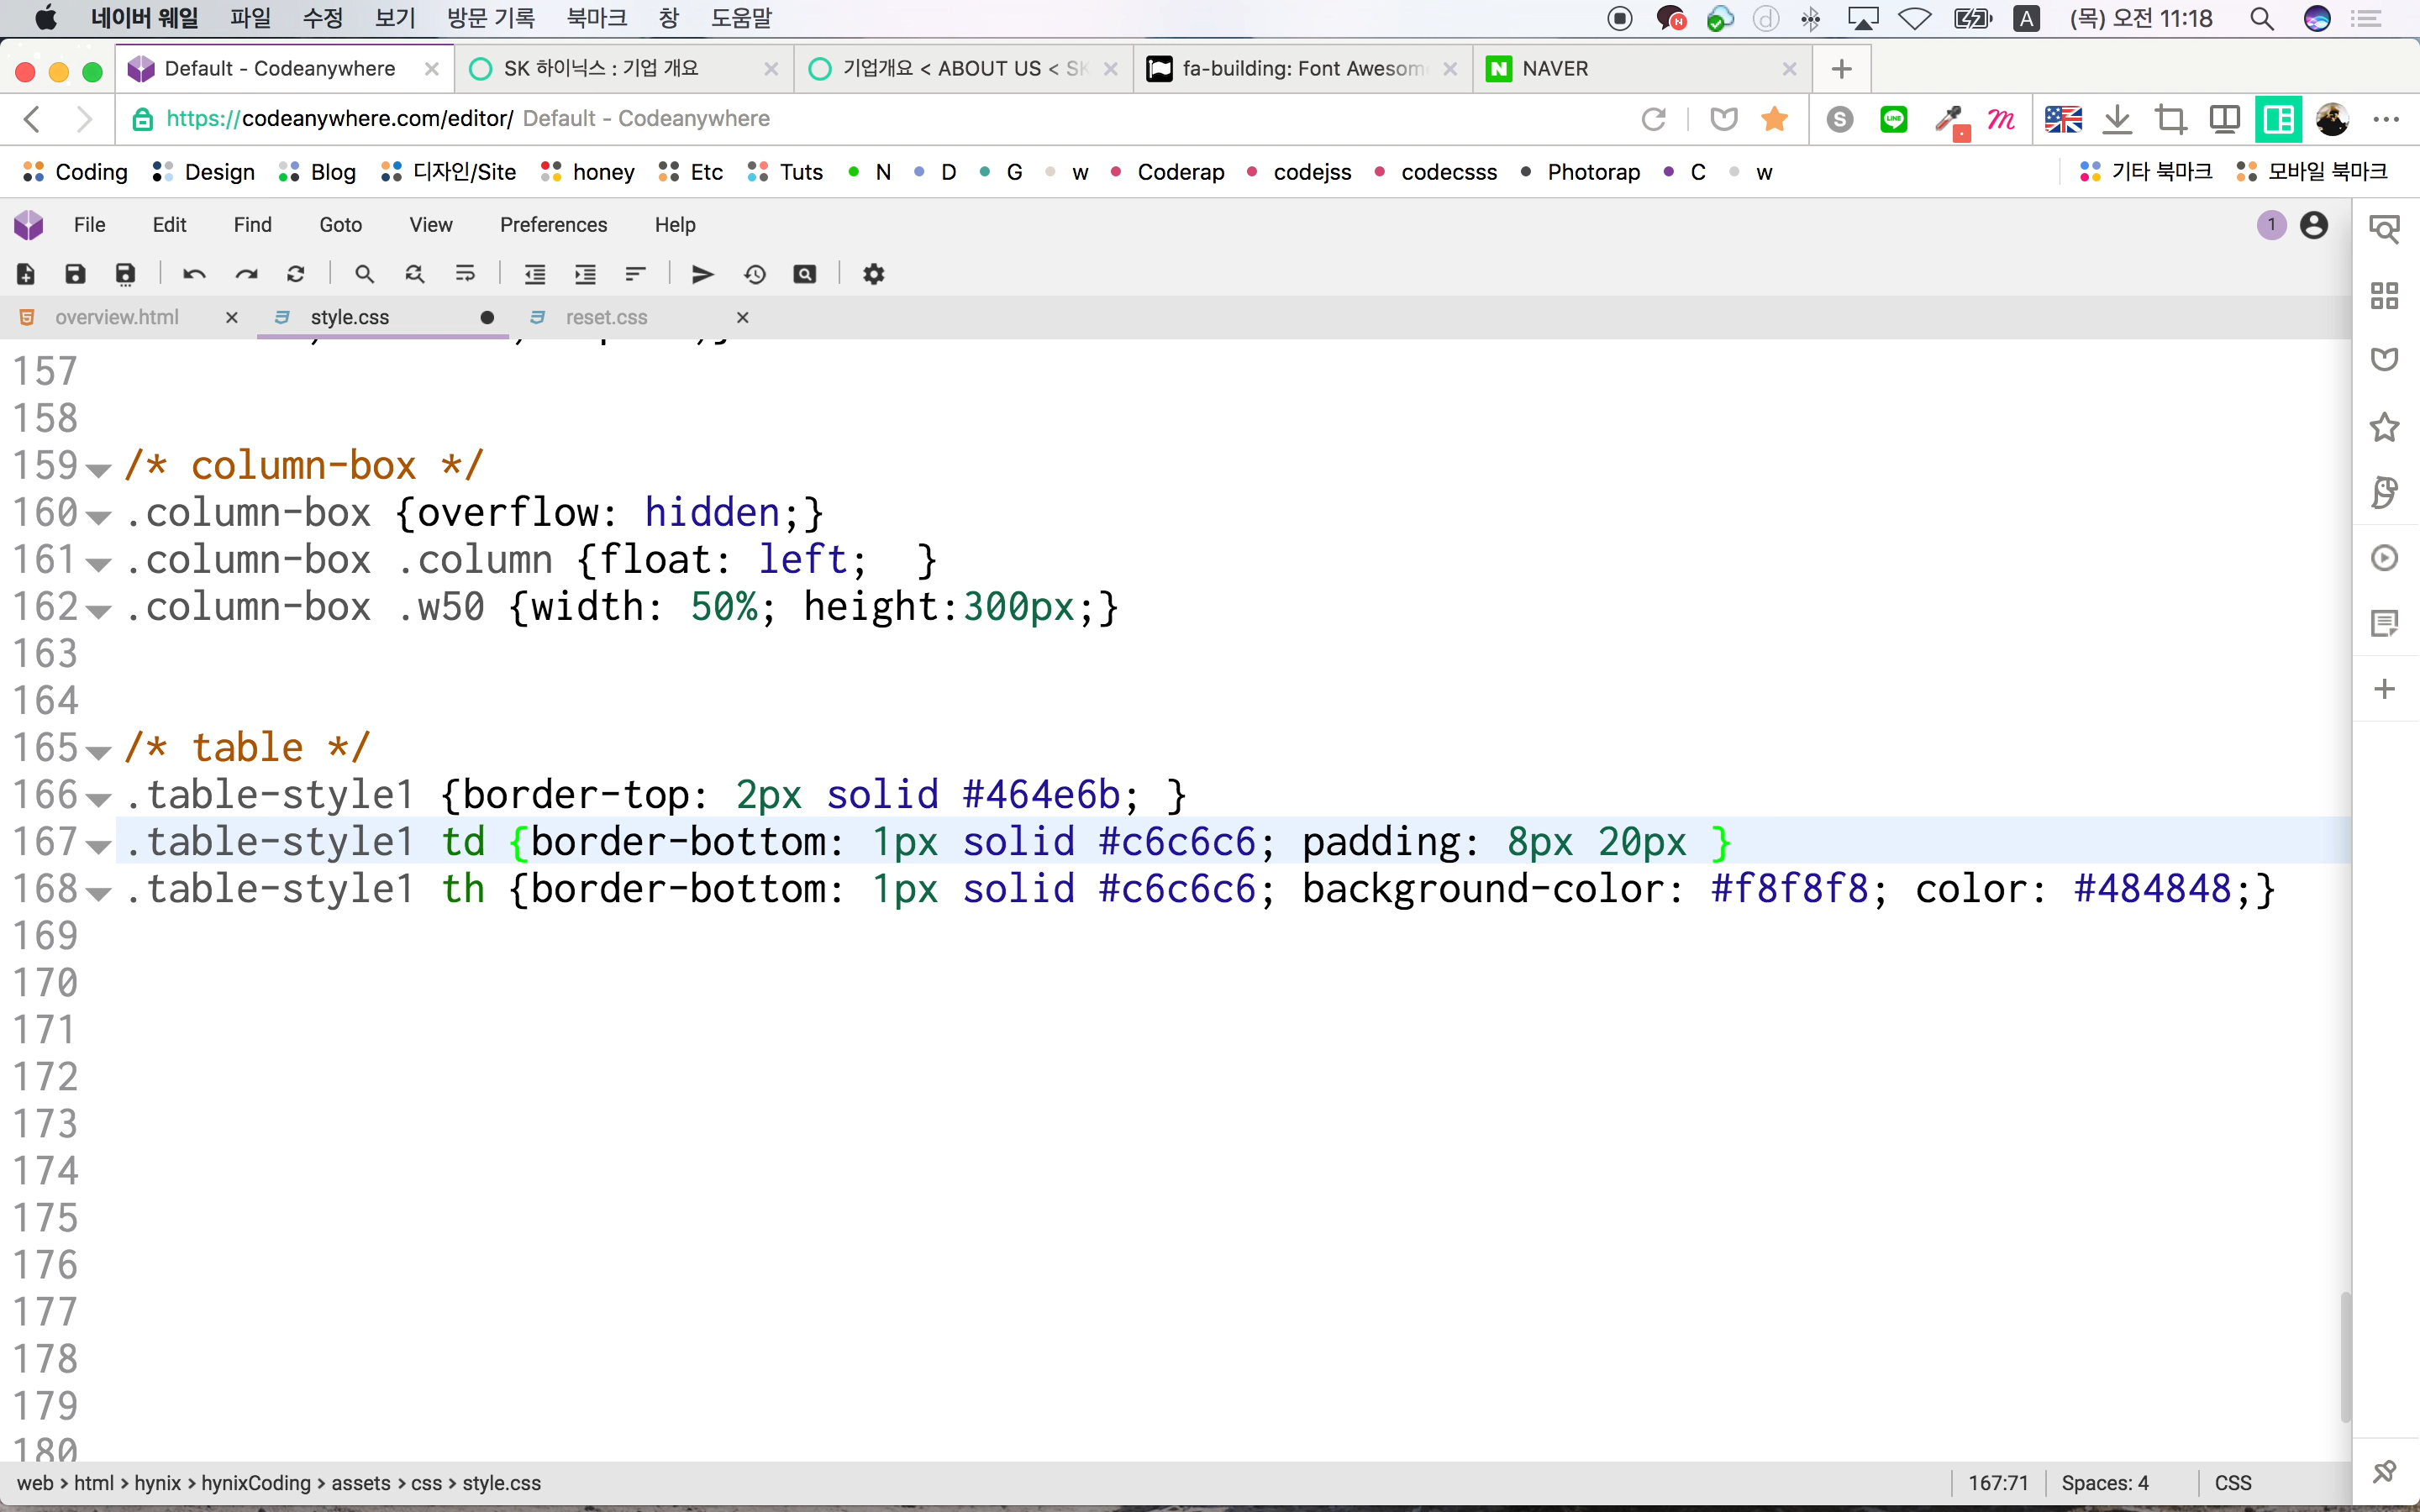 네이버 웨일 파일 수정 보기 방문 기록 북마크 창 도움말 A (목) 오전 11:18
Default - Codeanywhere SK 하이닉스 : 기업 개요 기업개요 < ABOUT US < SK fa-building: Font Awesom NAVER
https://codeanywhere.com/editor/ Default - Codeanywhere
Coding Design Blog 디자인/Site honey Etc Tuts N D G w Coderap codejss codecsss Photorap C w 기타 북마크 모바일 북마크
File Edit Find Goto View Preferences Help 1
overview.html style.css reset.css
157
158
159 /* column-box */
160 .column-box {overflow: hidden;}
161 .column-box .column {float: left;  }
162 .column-box .w50 {width: 50%; height:300px;}
163
164
165 /* table */
166 .table-style1 {border-top: 2px solid #464e6b; }
167 .table-style1 td {border-bottom: 1px solid #c6c6c6; padding: 8px 20px }
168 .table-style1 th {border-bottom: 1px solid #c6c6c6; background-color: #f8f8f8; color: #484848;}
169
170
171
172
173
174
175
176
177
178
179
180
web > html > hynix > hynixCoding > assets > css > style.css 167:71 Spaces: 4 CSS